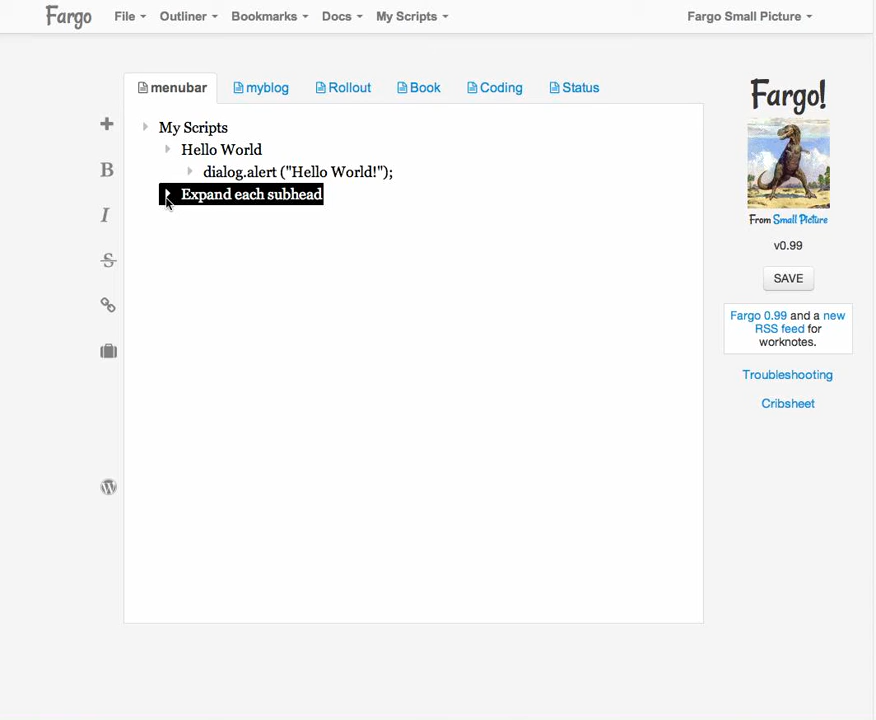 Fargo
File Outliner Bookmarks Docs My Scripts
Fargo Small Picture
menubar myblog Rollout Book Coding Status
My Scripts
Hello World
dialog.alert ("Hello World!");
Expand each subhead
B
I
S
Fargo!
From Small Picture
v0.99
SAVE
Fargo 0.99 and a new
RSS feed for
worknotes.
Troubleshooting
Cribsheet